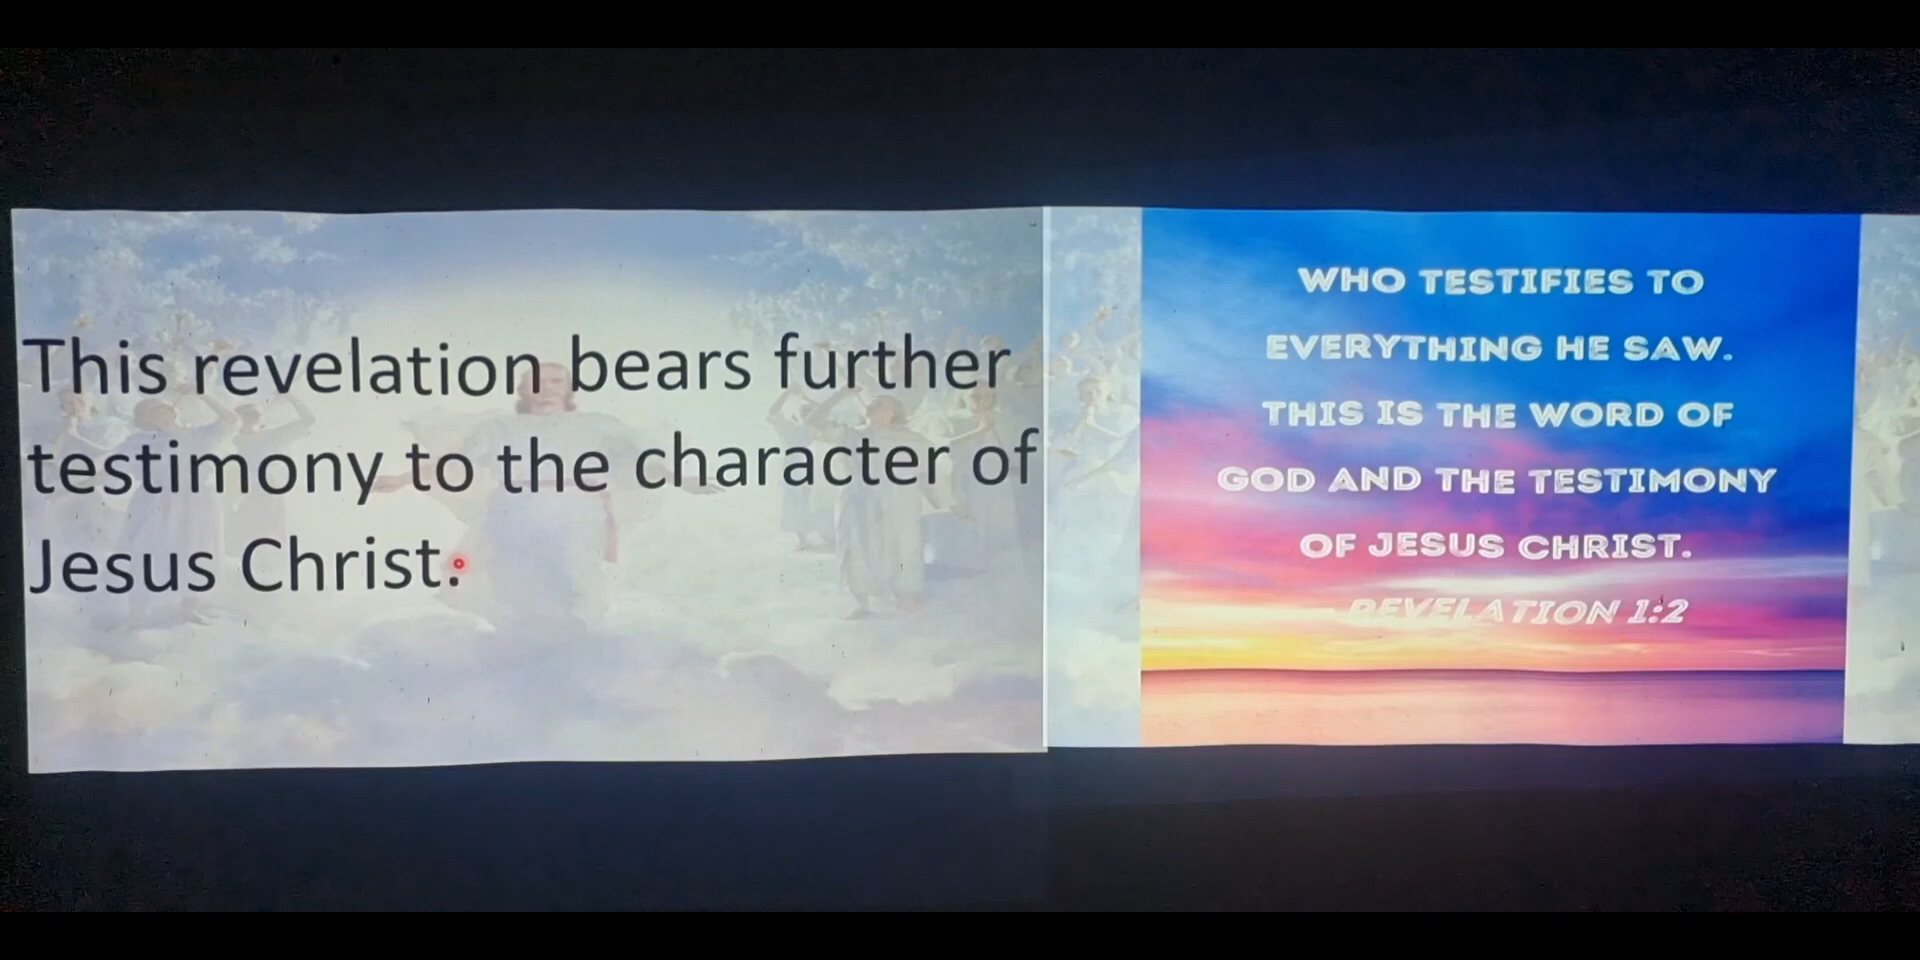 This revelation bears further
testimony to the character of
Jesus Christ.
WHO TESTIFIES TO
EVERYTHING HE SAW.
THIS IS THE WORD OF
GOD AND THE TESTIMONY
OF JESUS CHRIST.
REVELATION 1:2